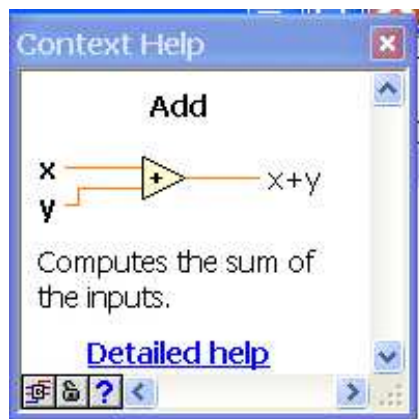 Context Help
Add
x
+
x+y
y
Computes the sum of
the inputs.
Detailed help
?